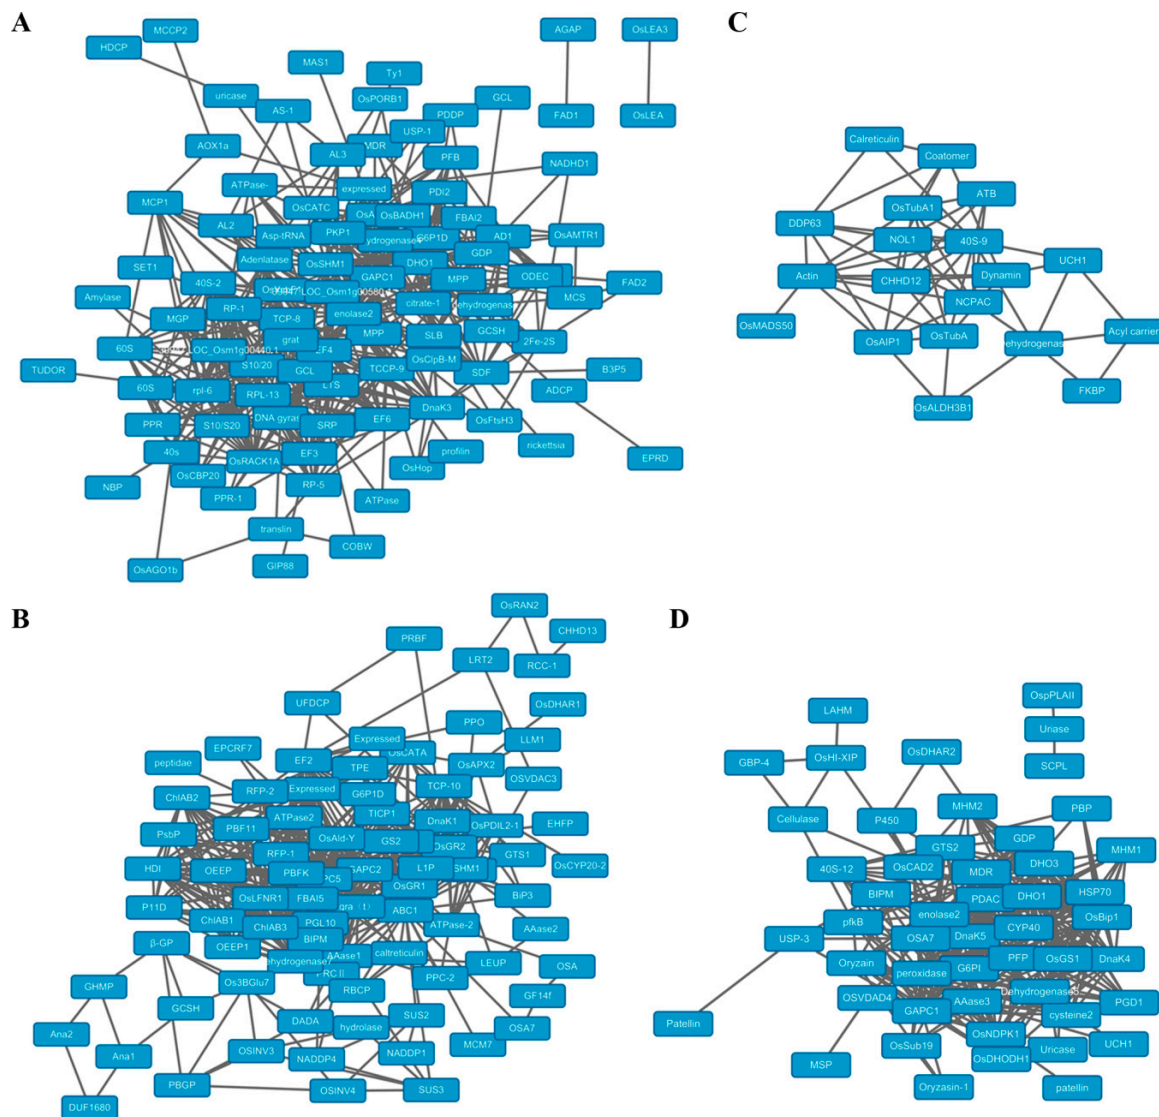 A
MCCP2
HDCP
MAS1
Ty1
AGAP
OsLEA3
uricase
AS-1
OsPORB1
GCL
PDDP
FAD1
OsLEA
USP-1
AOX1a
AL3
MDR
PFB
NADHD1
ATPase-
expressed
PDI2
MCP1
OsCATC
OsBADH1
FBAI2
AL2
Asp-tRNA
PKP1
G6P1D
AD1
OsAMTR1
Adenlatase
OsSHM1
DHO1
GDP
SET1
40S-2
GAPC1
MPP
ODEC
FAD2
Amylase
RP-1
citrate-1
dehydrogenase
MCS
MGP
TCP-8
enolase2
MPP
SLB
GCSH
2Fe-2S
60S
grat
EF4
OsClpB-M
S10/20
GCL
TCCP-9
SDF
B3P5
TUDOR
60S
rpl-6
RPL-13
LTS
DnaK3
ADCP
PPR
S10/S20
DNA gyras
SRP
EF6
OsFtsH3
40s
OsRACK1A
EF3
profilin
rickettsia
EPRD
NBP
OsCBP20
RP-5
OsHop
PPR-1
ATPase
translin
COBW
OsAGO1b
GIP88
C
Calreticulin
Coatomer
ATB
OsTubA1
DDP63
NOL1
40S-9
UCH1
Actin
CHHD12
Dynamin
NCPAC
OsMADS50
OsAIP1
OsTubA
Dehydrogenas
Acyl carrier
FKBP
OsALDH3B1
B
OsRAN2
CHHD13
PRBF
LRT2
RCC-1
UFDCP
OsDHAR1
PPO
EPCRF7
Expressed
OsCATA
LLM1
peptidae
EF2
TPE
OsAPX2
OSVDAC3
RFP-2
Expressed
G6P1D
TCP-10
ChlAB2
ATPase2
TICP1
DnaK1
OsPDIL2-1
EHFP
PsbP
PBF11
OsAld-Y
GS2
OsGR2
GTS1
OsCYP20-2
RFP-1
GAPC2
L1P
SHM1
HDI
OEEP
PBFK
OsGR1
BiP3
P11D
OsLFNR1
FBAI5
ABC1
ChlAB1
ChlAB3
PGL10
ATPase-2
AAase2
β-GP
OEEP1
BIPM
AAase1
caltreticulin
LEUP
OSA
GHMP
Os3BGlu7
RBCP
PPC-2
GF14f
GCSH
DADA
hydrolase
SUS2
OSA7
Ana2
Ana1
OSINV3
NADDP4
NADDP1
MCM7
PBGP
OSINV4
SUS3
DUF1680
D
OspPLAII
LAHM
Uriase
GBP-4
OsHI-XIP
OsDHAR2
SCPL
Cellulase
P450
MHM2
PBP
GTS2
GDP
MHM1
40S-12
OsCAD2
MDR
DHO3
BIPM
PDAC
DHO1
HSP70
enolase2
OsBip1
USP-3
pfkB
OSA7
DnaK5
CYP40
Oryzain
peroxidase
G6PI
PFP
OsGS1
DnaK4
OSVDAD4
AAase3
PGD1
GAPC1
cysteine2
Patellin
OsNDPK1
OsSub19
OsDHODH1
Uricase
UCH1
MSP
Oryzasin-1
patellin